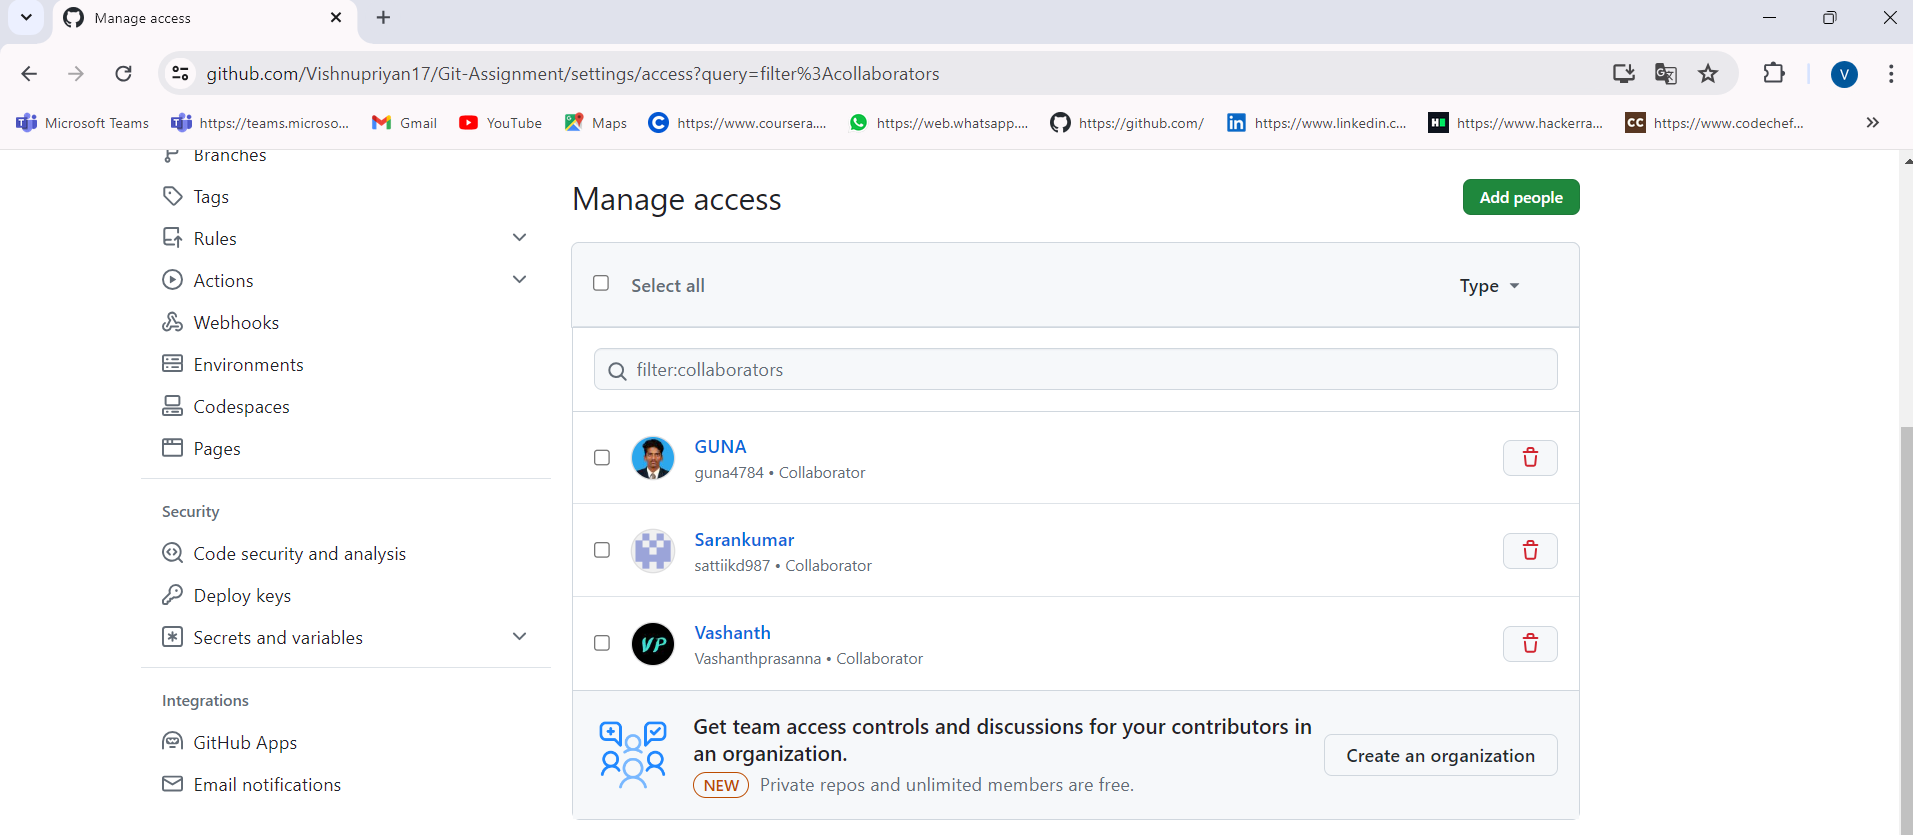 Manage access
github.com/Vishnupriyan17/Git-Assignment/settings/access?query=filter%3Acollaborators
V
Microsoft Teams
https://teams.microso...
Gmail
YouTube
Maps
C
https://www.coursera....
https://web.whatsapp....
https://github.com/
in
https://www.linkedin.c...
H
https://www.hackerra...
CC
https://www.codechef...
Branches
Tags
Rules
Actions
Webhooks
Environments
Codespaces
Pages
Security
Code security and analysis
Deploy keys
Secrets and variables
Integrations
GitHub Apps
Email notifications
Manage access
Add people
Select all
Type
filter:collaborators
GUNA
guna4784 • Collaborator
Sarankumar
sattiikd987 • Collaborator
VP
Vashanth
Vashanthprasanna • Collaborator
Get team access controls and discussions for your contributors in
an organization.
NEW Private repos and unlimited members are free.
Create an organization